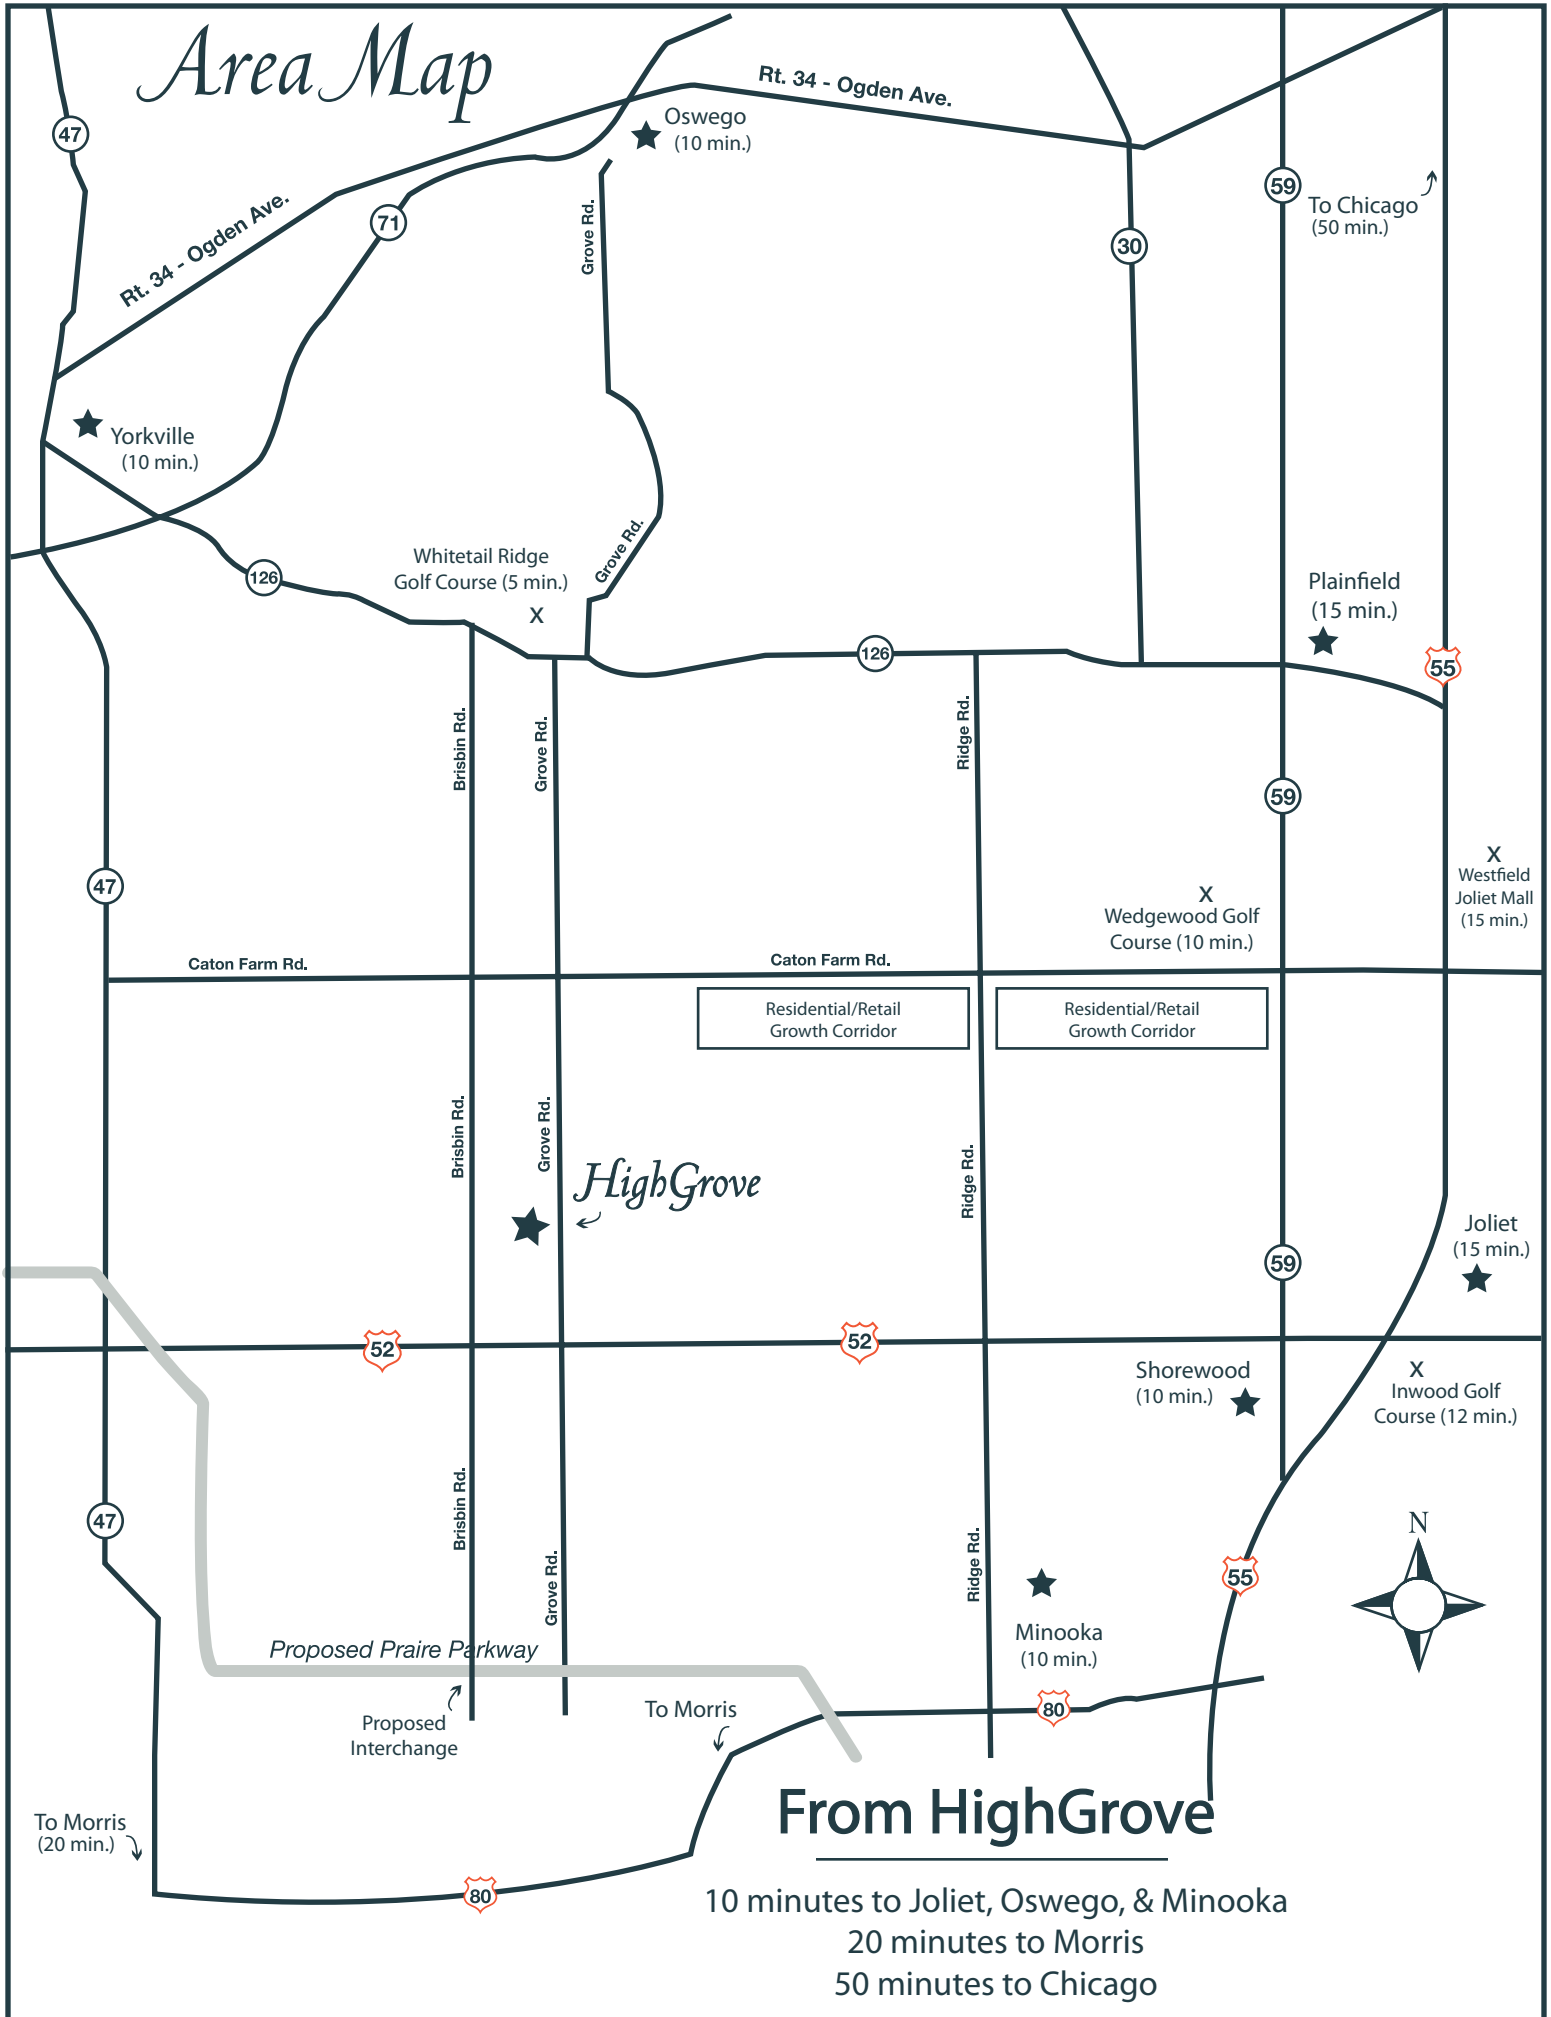 Area Map
Rt. 34 - Ogden Ave.
47
Oswego
(10 min.)
59
To Chicago
(50 min.)
71
Rt. 34 - Ogden Ave.
Grove Rd.
30
Yorkville
(10 min.)
Whitetail Ridge
Golf Course (5 min.)
x
Grove Rd.
126
Plainfield
(15 min.)
126
55
Brisbin Rd.
Grove Rd.
Ridge Rd.
59
47
x
Westfield
Joliet Mall
(15 min.)
x
Wedgewood Golf
Course (10 min.)
Caton Farm Rd.
Caton Farm Rd.
Residential/Retail
Growth Corridor
Residential/Retail
Growth Corridor
Brisbin Rd.
Grove Rd.
Ridge Rd.
HighGrove
Joliet
(15 min.)
59
52
52
Shorewood
(10 min.)
x
Inwood Golf
Course (12 min.)
47
Brisbin Rd.
Grove Rd.
Ridge Rd.
55
N
Minooka
(10 min.)
Proposed Praire Parkway
Proposed
Interchange
To Morris
80
To Morris
(20 min.)
80
From HighGrove
10 minutes to Joliet, Oswego, & Minooka
20 minutes to Morris
50 minutes to Chicago